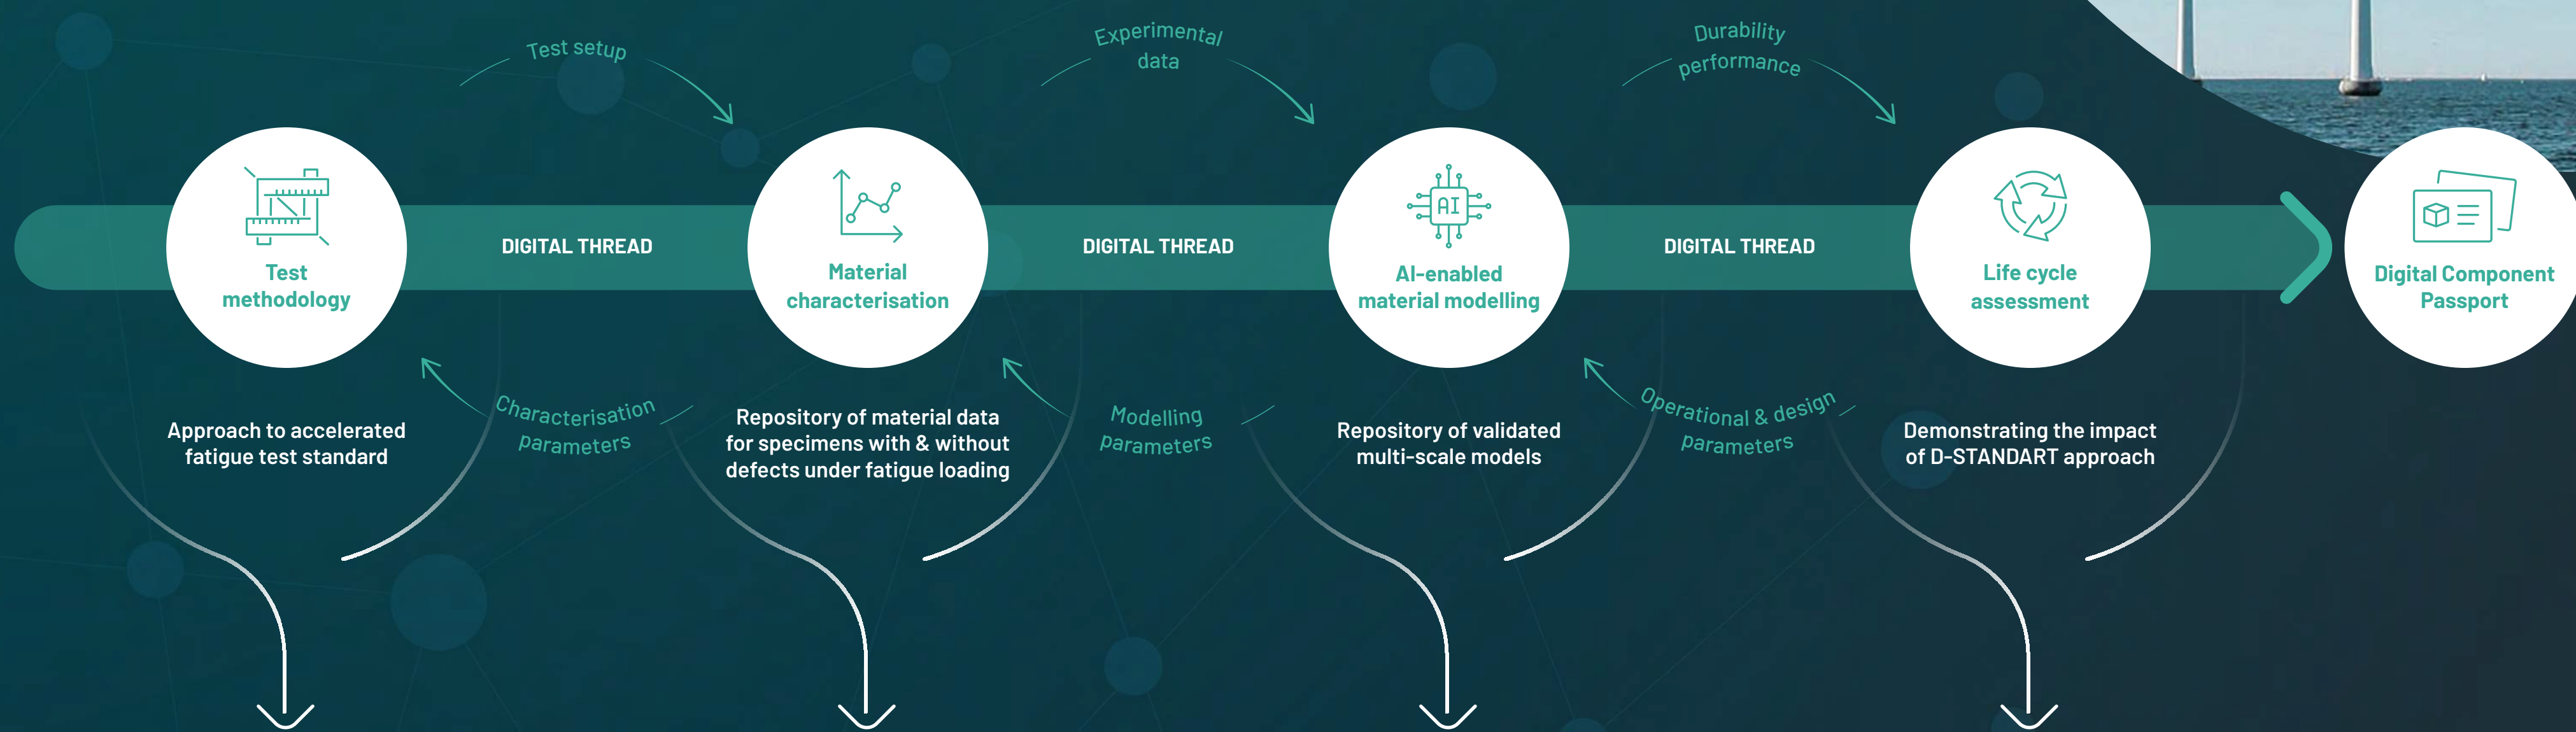 Test setup
Experimental
data
Durability
performance
Test
methodology
DIGITAL THREAD
Material
characterisation
DIGITAL THREAD
AI
AI-enabled
material modelling
DIGITAL THREAD
Life cycle
assessment
Digital Component
Passport
Characterisation
parameters
Modelling
parameters
Operational & design
parameters
Approach to accelerated
fatigue test standard
Repository of material data
for specimens with & without
defects under fatigue loading
Repository of validated
multi-scale models
Demonstrating the impact
of D-STANDART approach